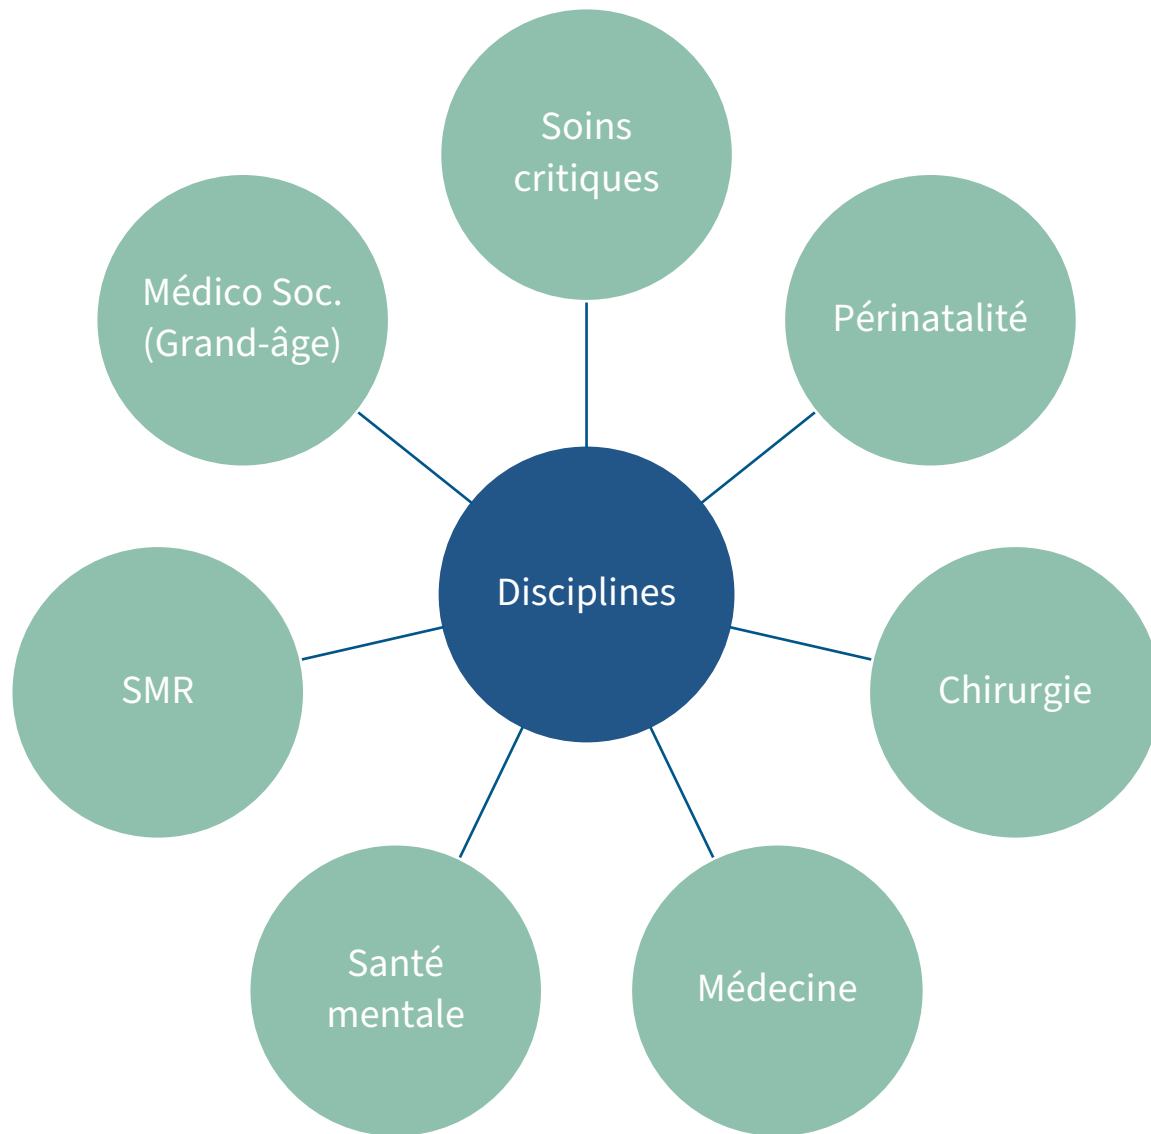 Soins
critiques
Périnatalité
Chirurgie
Médecine
Santé
mentale
SMR
Médico Soc.
(Grand-âge)
Disciplines